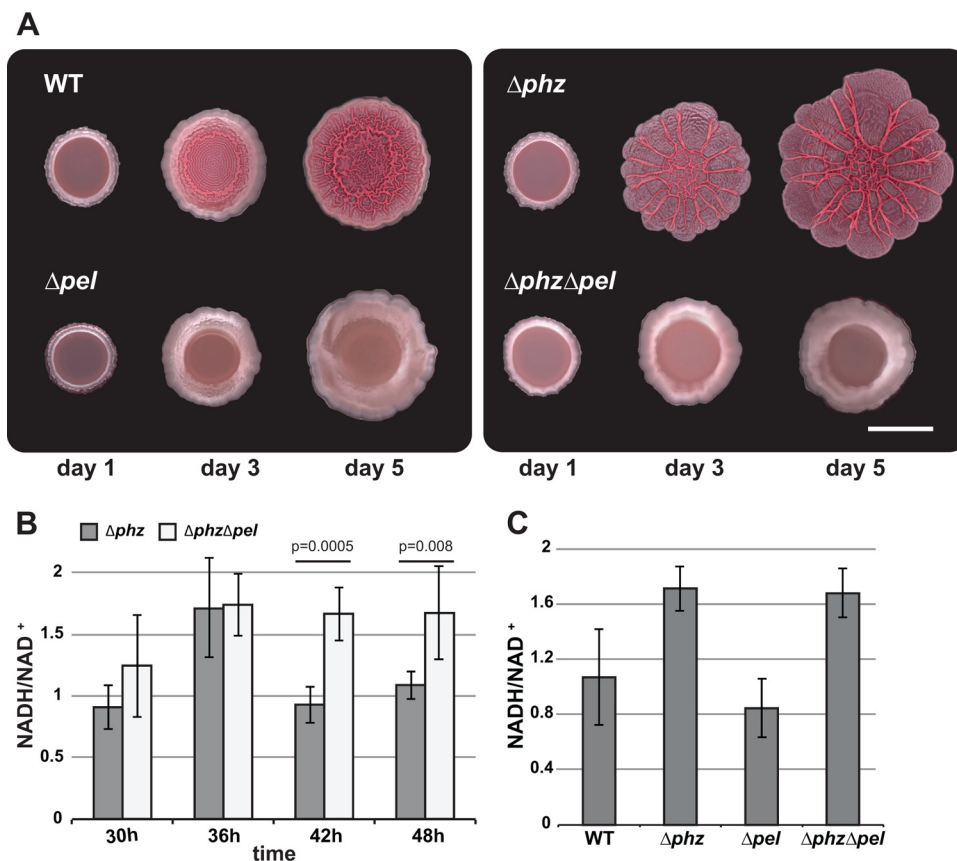 A
WT
Δphz
Δpel
ΔphzΔpel
day 1 day 3 day 5 day 1 day 3 day 5
B
Δphz ΔphzΔpel
p=0.0005 p=0.008
2
1.5
1
0.5
0
NADH/NAD+
30h 36h 42h 48h
time
C
2
1.6
1.2
0.8
0.4
0
NADH/NAD+
WT Δphz Δpel ΔphzΔpel